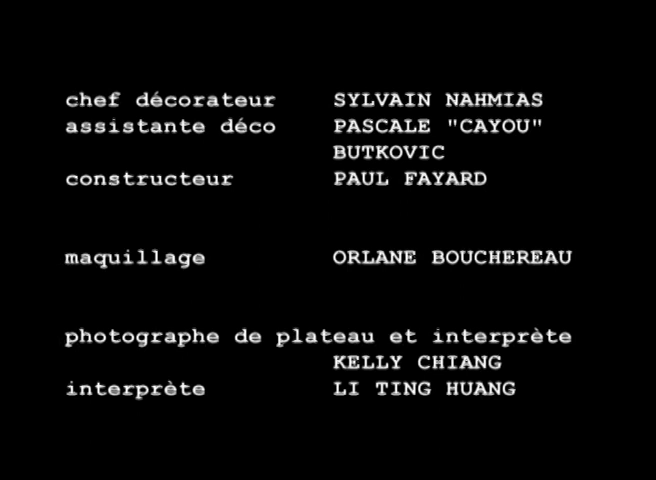 chef décorateur SYLVAIN NAHMIAS
assistante déco PASCALE "CAYOU"
BUTKOVIC
constructeur PAUL FAYARD
maquillage ORLANE BOUCHEREAU
photographe de plateau et interprète
KELLY CHIANG
interprète LI TING HUANG